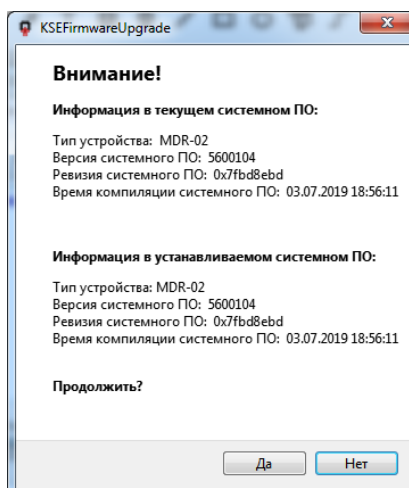 KSEFirmwareUpgrade
Внимание!
Информация в текущем системном ПО:
Тип устройства: MDR-02
Версия системного ПО: 5600104
Ревизия системного ПО: 0x7fbd8ebd
Время компиляции системного ПО: 03.07.2019 18:56:11
Информация в устанавливаемом системном ПО:
Тип устройства: MDR-02
Версия системного ПО: 5600104
Ревизия системного ПО: 0x7fbd8ebd
Время компиляции системного ПО: 03.07.2019 18:56:11
Продолжить?
Да
Нет